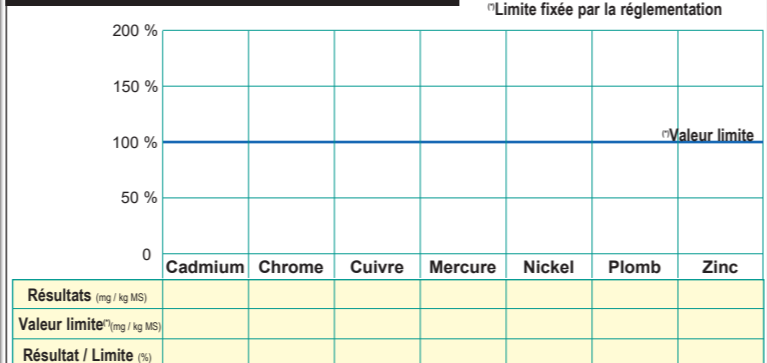 (*)Limite fixée par la réglementation
200 %
150 %
(*)Valeur limite
100 %
50 %
0
Cadmium Chrome Cuivre Mercure Nickel Plomb Zinc
Résultats (mg / kg MS)
Valeur limite(*)(mg / kg MS)
Résultat / Limite (%)